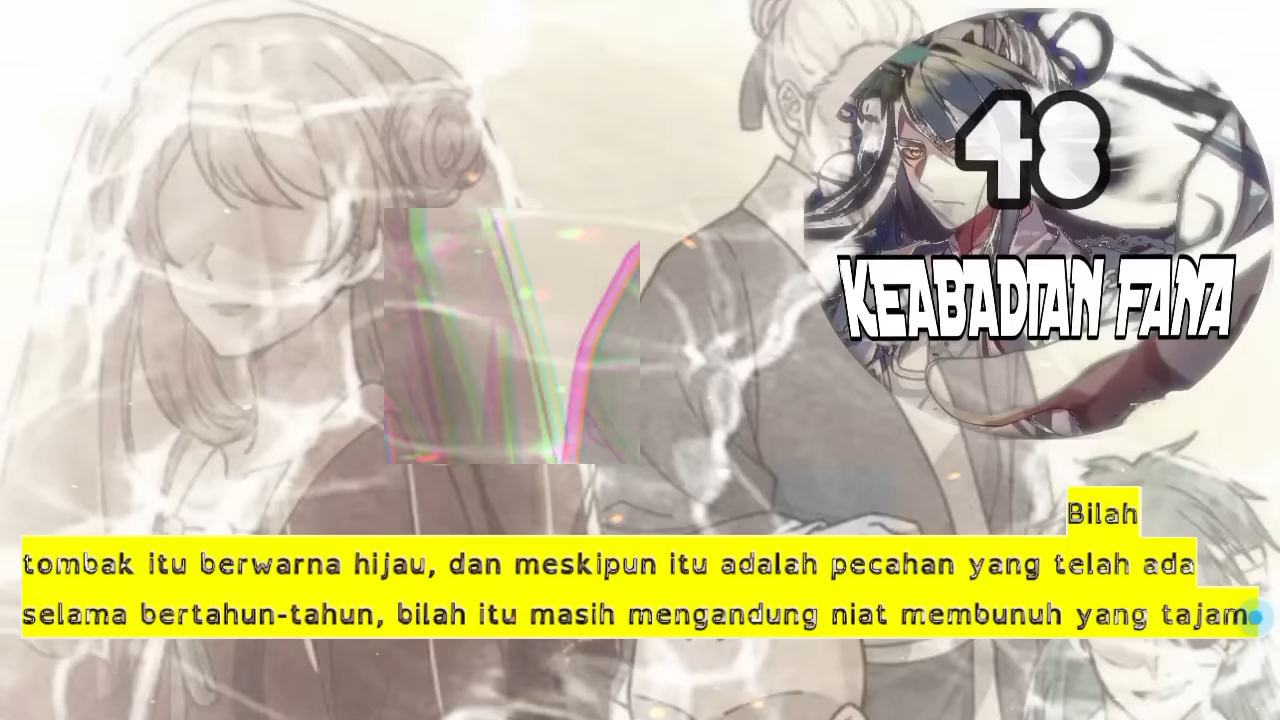 48
KEABADIAN FANA
Bilah
tombak itu berwarna hijau, dan meskipun itu adalah pecahan yang telah ada
selama bertahun-tahun, bilah itu masih mengandung niat membunuh yang tajam.